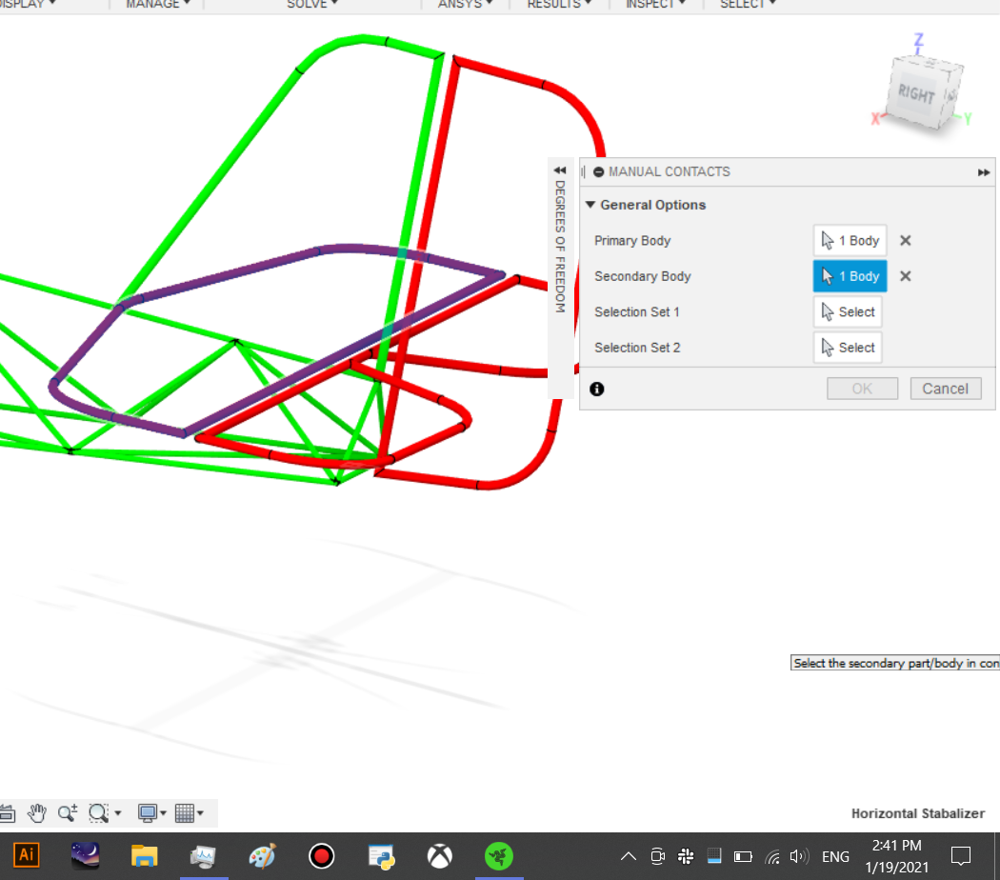 DISPLAY MANAGE SOLVE ANSYS RESULTS INSPECT SELECT
Z
RIGHT
X
Y
DEGREES OF FREEDOM
MANUAL CONTACTS
General Options
Primary Body 1 Body
Secondary Body 1 Body
Selection Set 1 Select
Selection Set 2 Select
OK Cancel
Select the secondary part/body in con
Horizontal Stabalizer
Ai
ENG
2:41 PM
1/19/2021